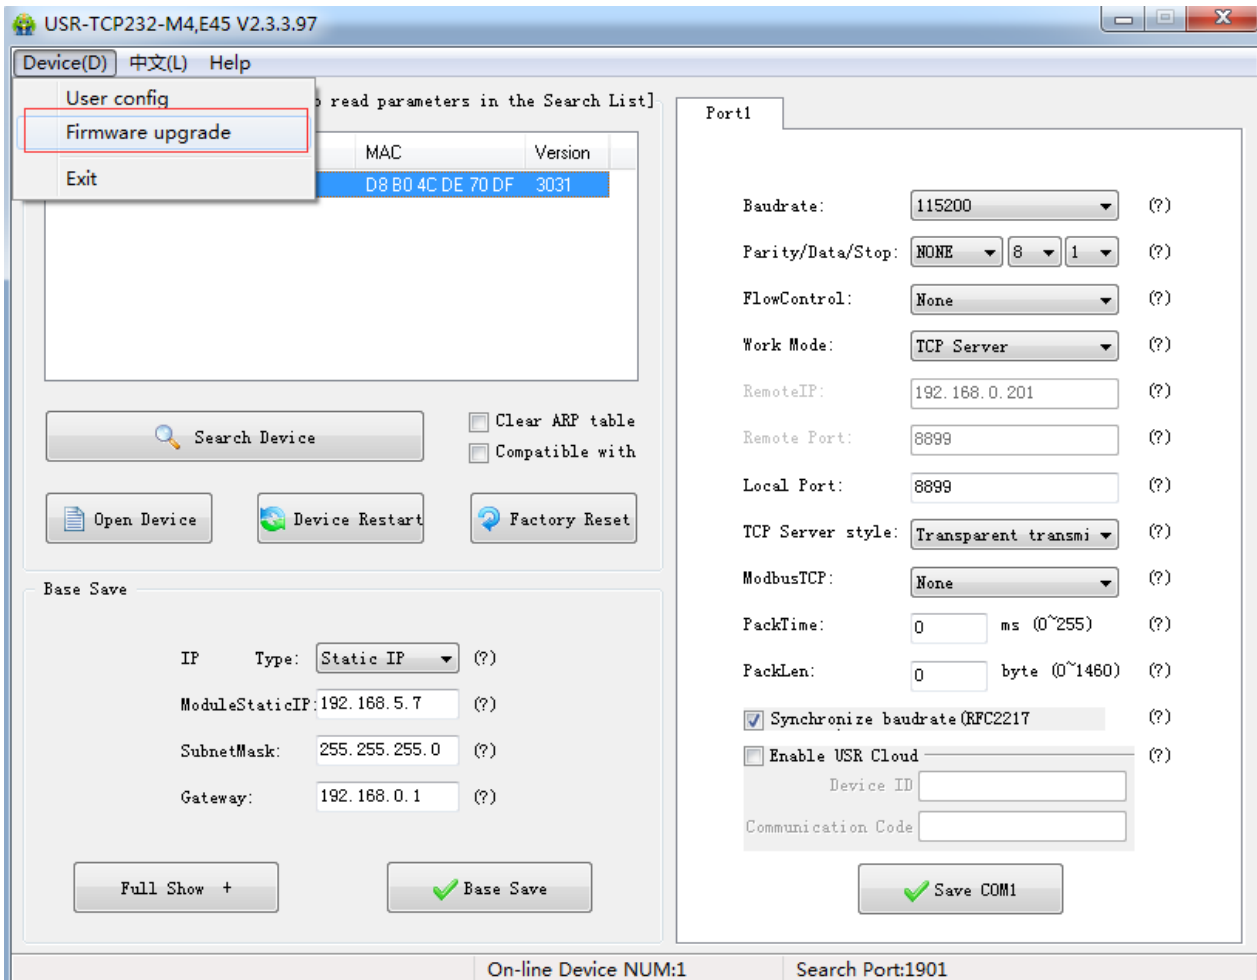 USR-TCP232-M4,E45 V2.3.3.97
Device(D) 中文(L) Help
User config
Firmware upgrade
Exit
read parameters in the Search List]
MAC Version
D8 B0 4C DE 70 DF 3031
Search Device
Clear ARP table
Compatible with
Open Device
Device Restart
Factory Reset
Base Save
IP Type: Static IP (?)
ModuleStaticIP: 192.168.5.7 (?)
SubnetMask: 255.255.255.0 (?)
Gateway: 192.168.0.1 (?)
Full Show +
Base Save
Port1
Baudrate: 115200 (?)
Parity/Data/Stop: NONE 8 1 (?)
FlowControl: None (?)
Work Mode: TCP Server (?)
RemoteIP: 192.168.0.201 (?)
Remote Port: 8899 (?)
Local Port: 8899 (?)
TCP Server style: Transparent transmi (?)
ModbusTCP: None (?)
PackTime: 0 ms (0~255) (?)
PackLen: 0 byte (0~1460) (?)
Synchronize baudrate(RFC2217 (?)
Enable USR Cloud (?)
Device ID
Communication Code
Save COM1
On-line Device NUM:1 Search Port:1901